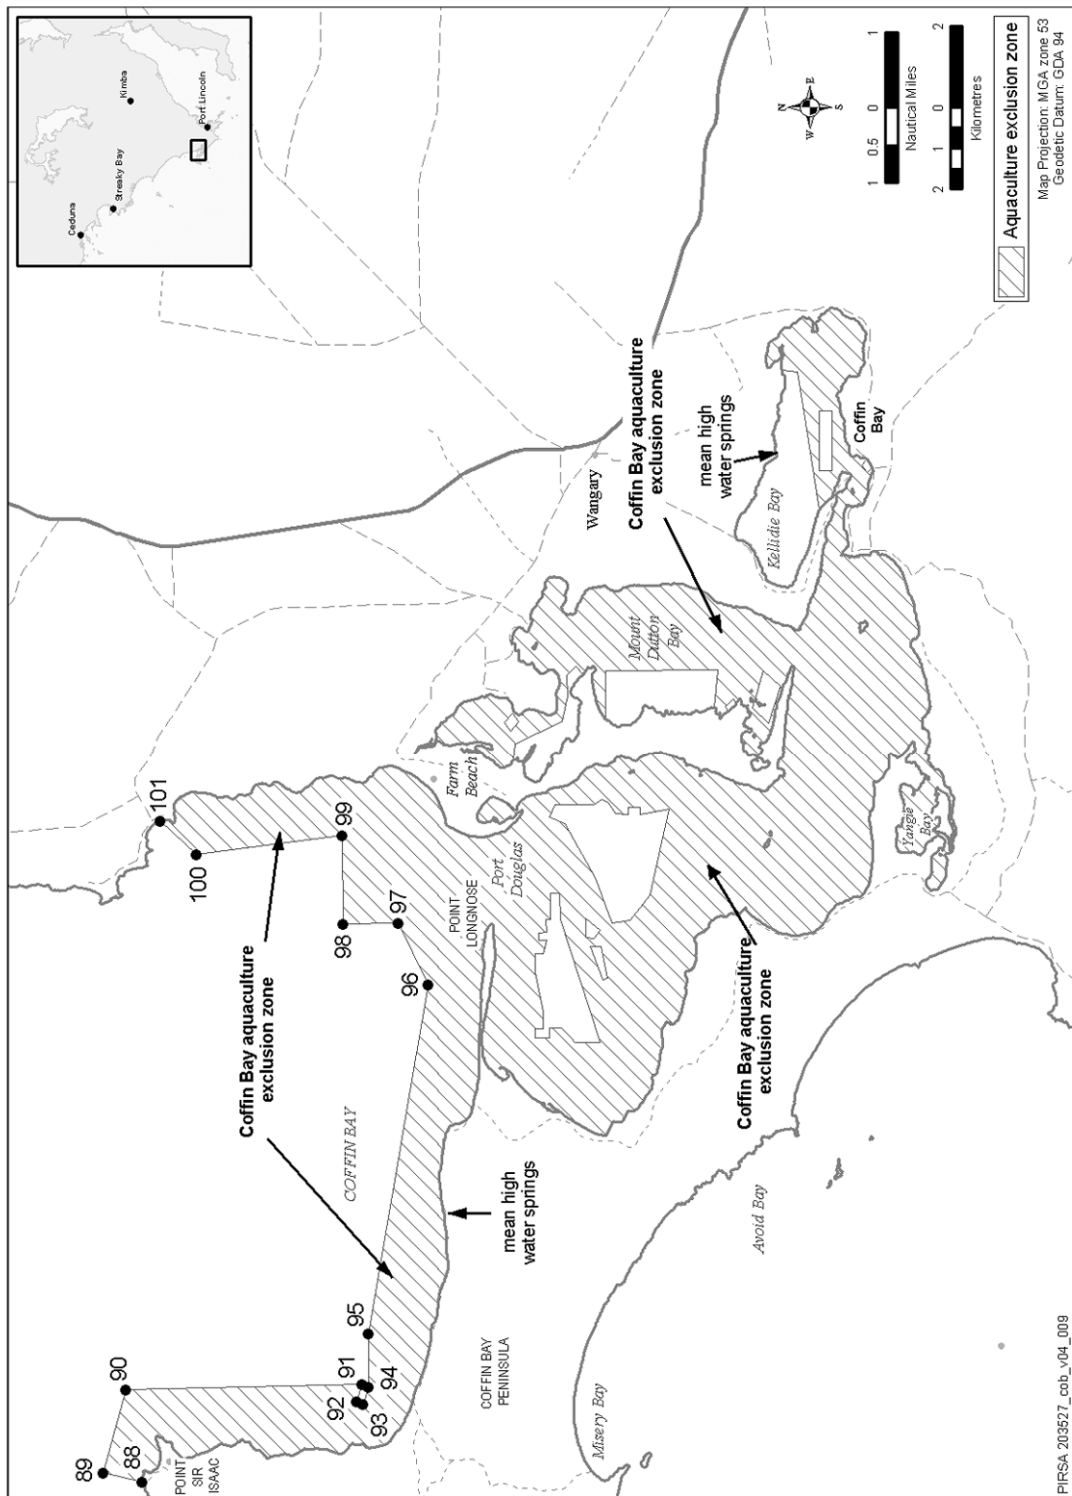 Ceduna
Streaky Bay
Kimba
Port Lincoln
N
W
E
S
1
0.5
0
1
Nautical Miles
2
1
0
2
Kilometres
Aquaculture exclusion zone
Map Projection: MGA zone 53
Geodetic Datum: GDA 94
88
89
90
91
92
93
94
95
96
97
98
99
100
101
POINT
SIR
ISAAC
Coffin Bay aquaculture
exclusion zone
COFFIN BAY
mean high
water springs
COFFIN BAY
PENINSULA
Misery Bay
Avoid Bay
POINT
LONGNOSE
Port
Douglas
Farm
Beach
Mount
Dutton
Bay
Wangary
Coffin Bay aquaculture
exclusion zone
mean high
water springs
Kellidie Bay
Coffin
Bay
Yangie
Bay
Coffin Bay aquaculture
exclusion zone
PIRSA 203527_cob_v04_009